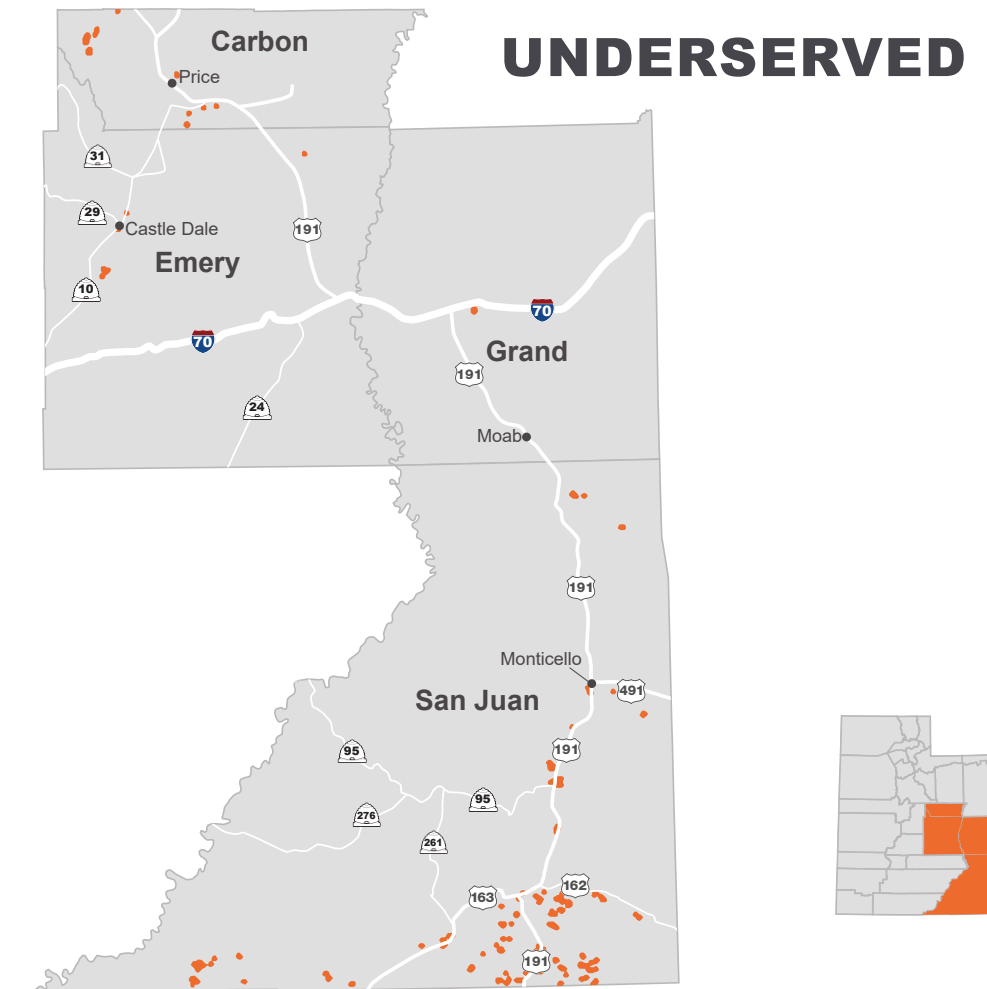 UNDERSERVED
Carbon
Price
31
29
Castle Dale
191
Emery
10
70
70
Grand
191
24
Moab
191
Monticello
491
San Juan
191
95
95
276
261
162
163
191